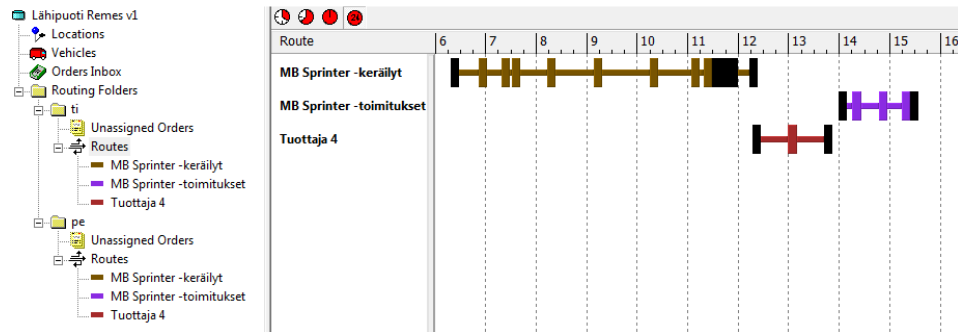 Lähipuoti Remes v1
Locations
Vehicles
Orders Inbox
Routing Folders
ti
Unassigned Orders
Routes
MB Sprinter -keräilyt
MB Sprinter -toimitukset
Tuottaja 4
pe
Unassigned Orders
Routes
MB Sprinter -keräilyt
MB Sprinter -toimitukset
Tuottaja 4
24
Route 6 7 8 9 10 11 12 13 14 15 16
MB Sprinter -keräilyt
MB Sprinter -toimitukset
Tuottaja 4